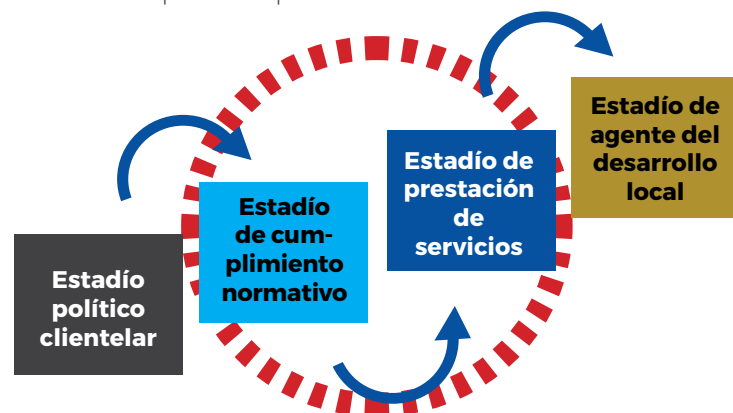 Estadío
político
clientelar
Estadío
de cum-
plimiento
normativo
Estadío de
prestación
de
servicios
Estadío de
agente del
desarrollo
local